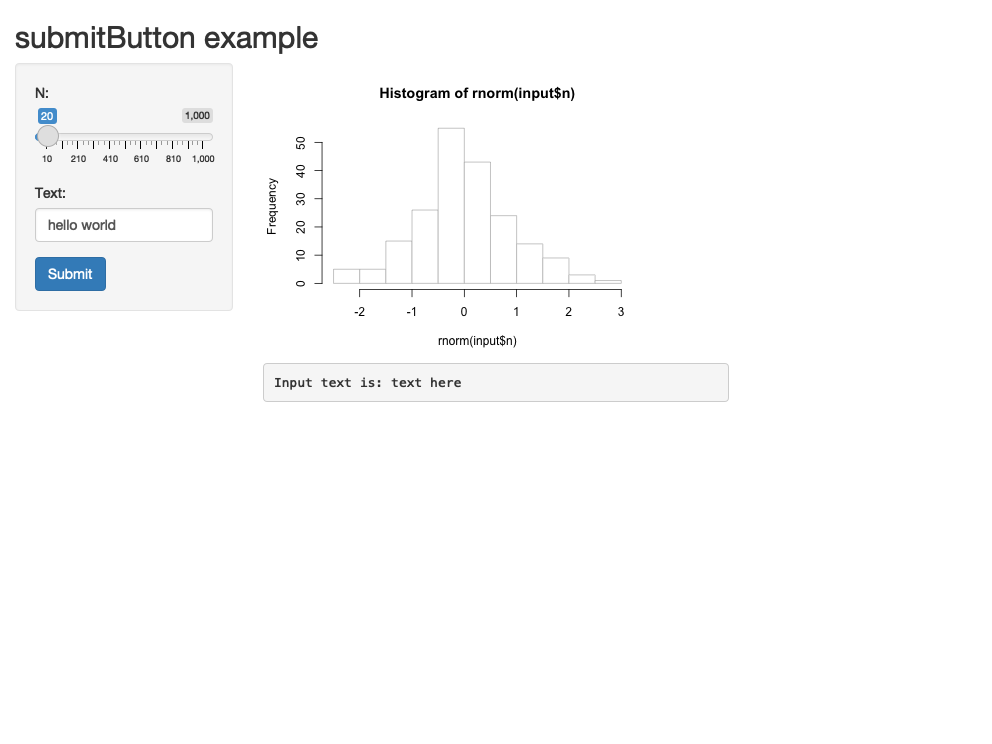 submitButton example
N:
20 1,000
10 210 410 610 810 1,000
Text:
hello world
Submit
Histogram of rnorm(input$n)
Frequency
50
40
30
20
10
0
-2 -1 0 1 2 3
rnorm(input$n)
Input text is: text here